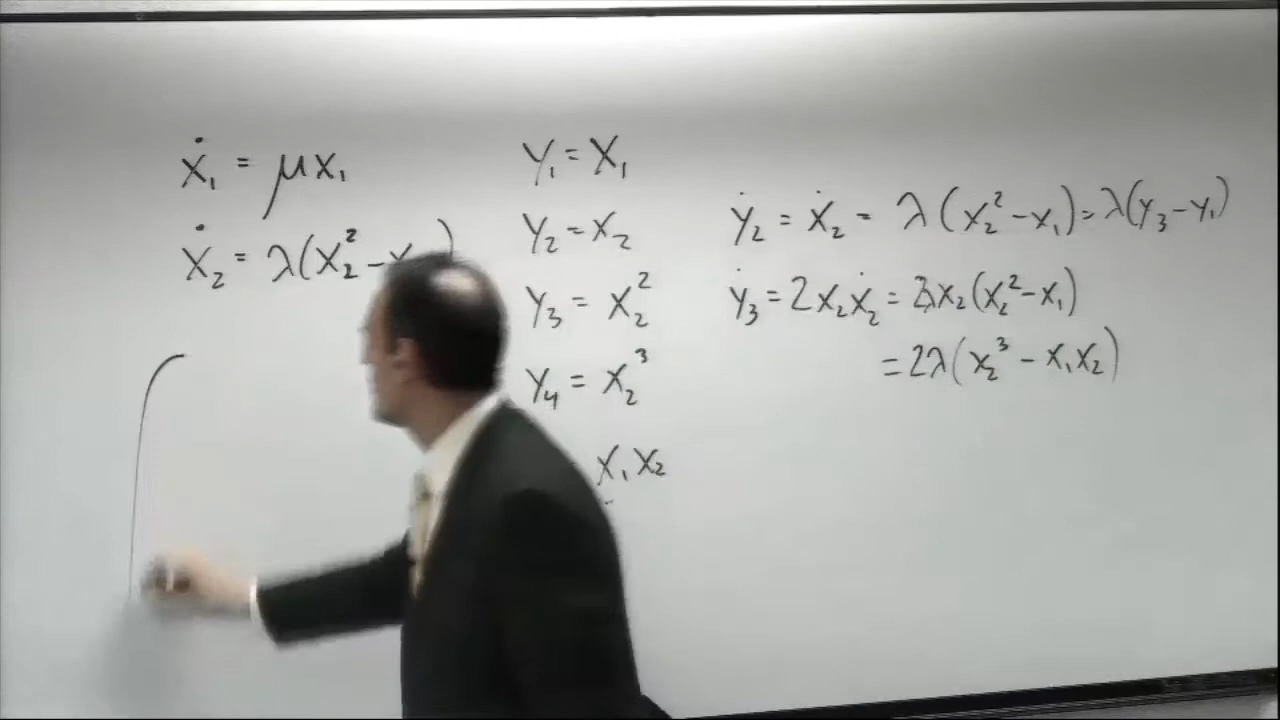 ẋ₁ = μx₁
ẋ₂ = λ(x₂² − x )
y₁ = x₁
y₂ = x₂
y₃ = x₂²
y₄ = x₂³
x₁x₂
ẏ₂ = ẋ₂ = λ(x₂² − x₁) = λ(y₃ − y₁)
ẏ₃ = 2x₂ẋ₂ = 2λx₂(x₂² − x₁)
= 2λ(x₂³ − x₁x₂)